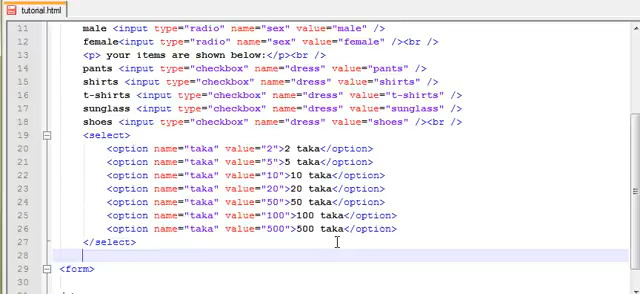 tutorial.html
11 male <input type="radio" name="sex" value="male" />
12 female<input type="radio" name="sex" value="female" /><br />
13 <p> your items are shown below:</p><br />
14 pants <input type="checkbox" name="dress" value="pants" />
15 shirts <input type="checkbox" name="dress" value="shirts" />
16 t-shirts <input type="checkbox" name="dress" value="t-shirts" />
17 sunglass <input type="checkbox" name="dress" value="sunglass" />
18 shoes <input type="checkbox" name="dress" value="shoes" /><br />
19 <select>
20 <option name="taka" value="2">2 taka</option>
21 <option name="taka" value="5">5 taka</option>
22 <option name="taka" value="10">10 taka</option>
23 <option name="taka" value="20">20 taka</option>
24 <option name="taka" value="50">50 taka</option>
25 <option name="taka" value="100">100 taka</option>
26 <option name="taka" value="500">500 taka</option>
27 </select>
28
29 <form>
30